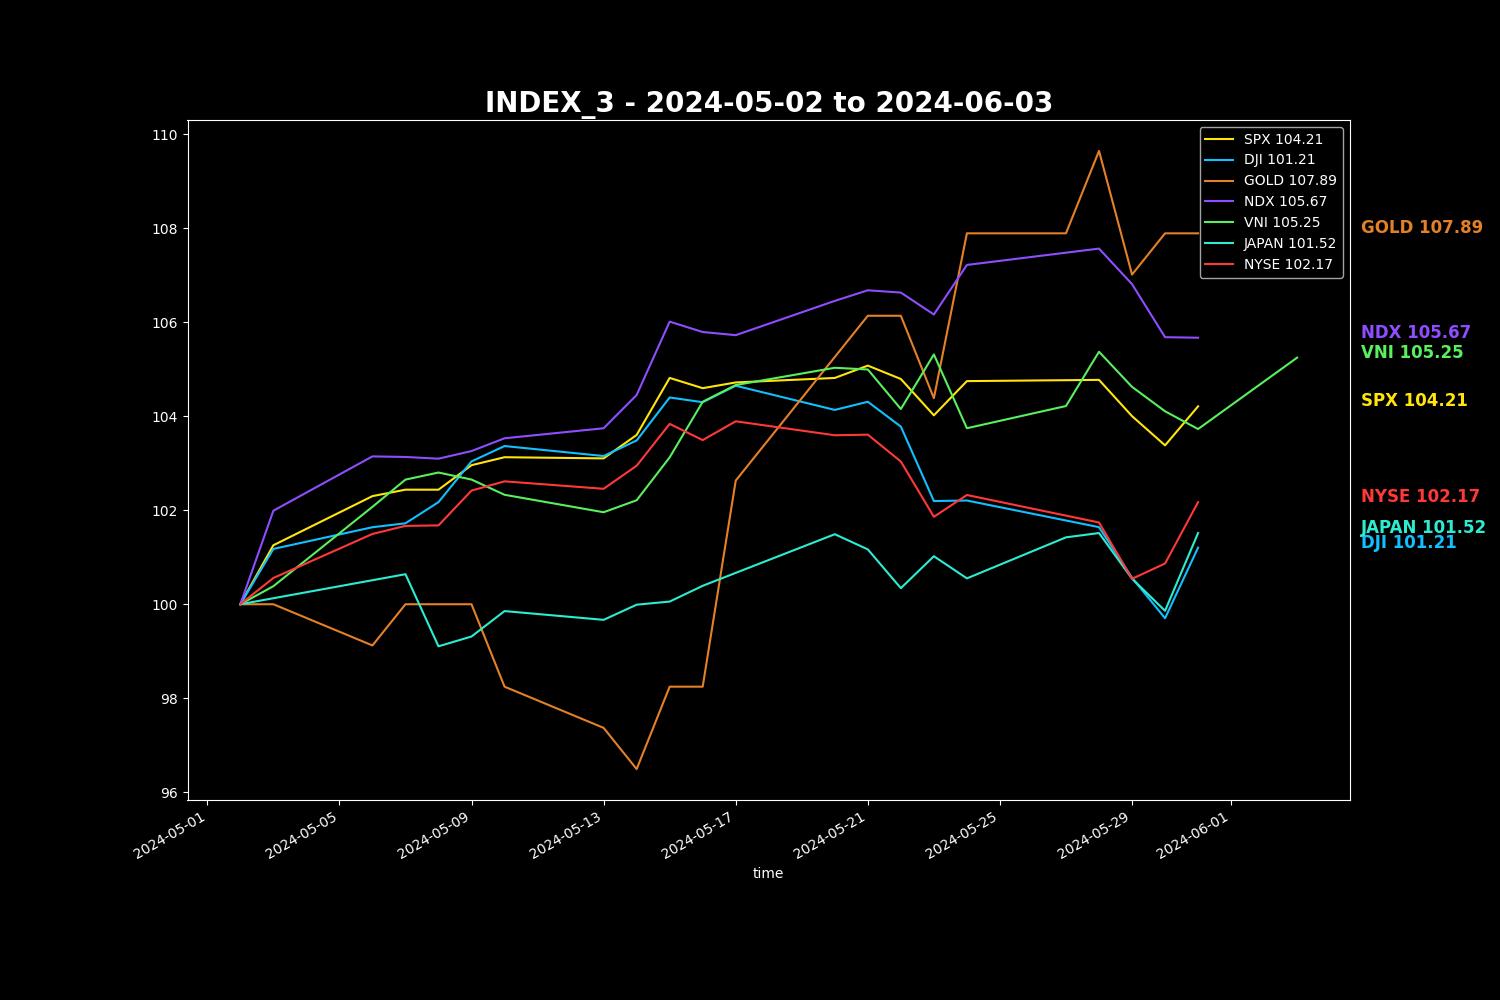 INDEX_3 - 2024-05-02 to 2024-06-03
110
108
106
104
102
100
98
96
SPX 104.21
DJI 101.21
GOLD 107.89
NDX 105.67
VNI 105.25
JAPAN 101.52
NYSE 102.17
GOLD 107.89
NDX 105.67
VNI 105.25
SPX 104.21
NYSE 102.17
JAPAN 101.52
DJI 101.21
2024-05-01
2024-05-05
2024-05-09
2024-05-13
2024-05-17
2024-05-21
2024-05-25
2024-05-29
2024-06-01
time